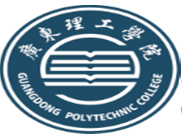 廣東理工學院
GUANGDONG POLYTECHNIC COLLEGE